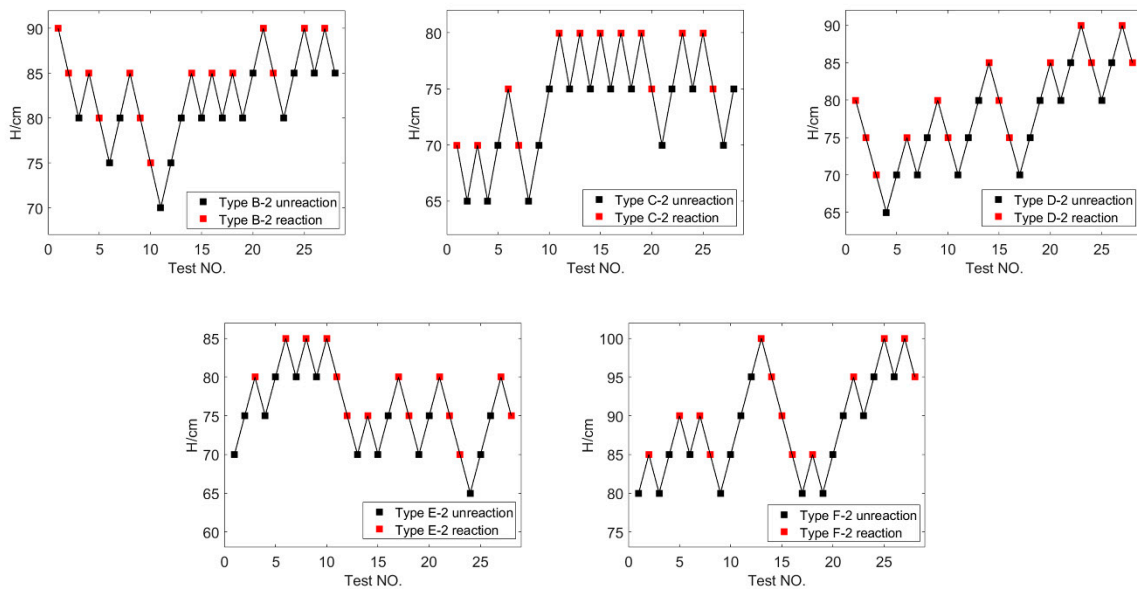 90
85
80
75
70
H/cm
0 5 10 15 20 25
Test NO.
Type B-2 unreaction
Type B-2 reaction
80
75
70
65
H/cm
0 5 10 15 20 25
Test NO.
Type C-2 unreaction
Type C-2 reaction
90
85
80
75
70
65
H/cm
0 5 10 15 20 25
Test NO.
Type D-2 unreaction
Type D-2 reaction
85
80
75
70
65
60
H/cm
0 5 10 15 20 25
Test NO.
Type E-2 unreaction
Type E-2 reaction
100
95
90
85
80
75
H/cm
0 5 10 15 20 25
Test NO.
Type F-2 unreaction
Type F-2 reaction